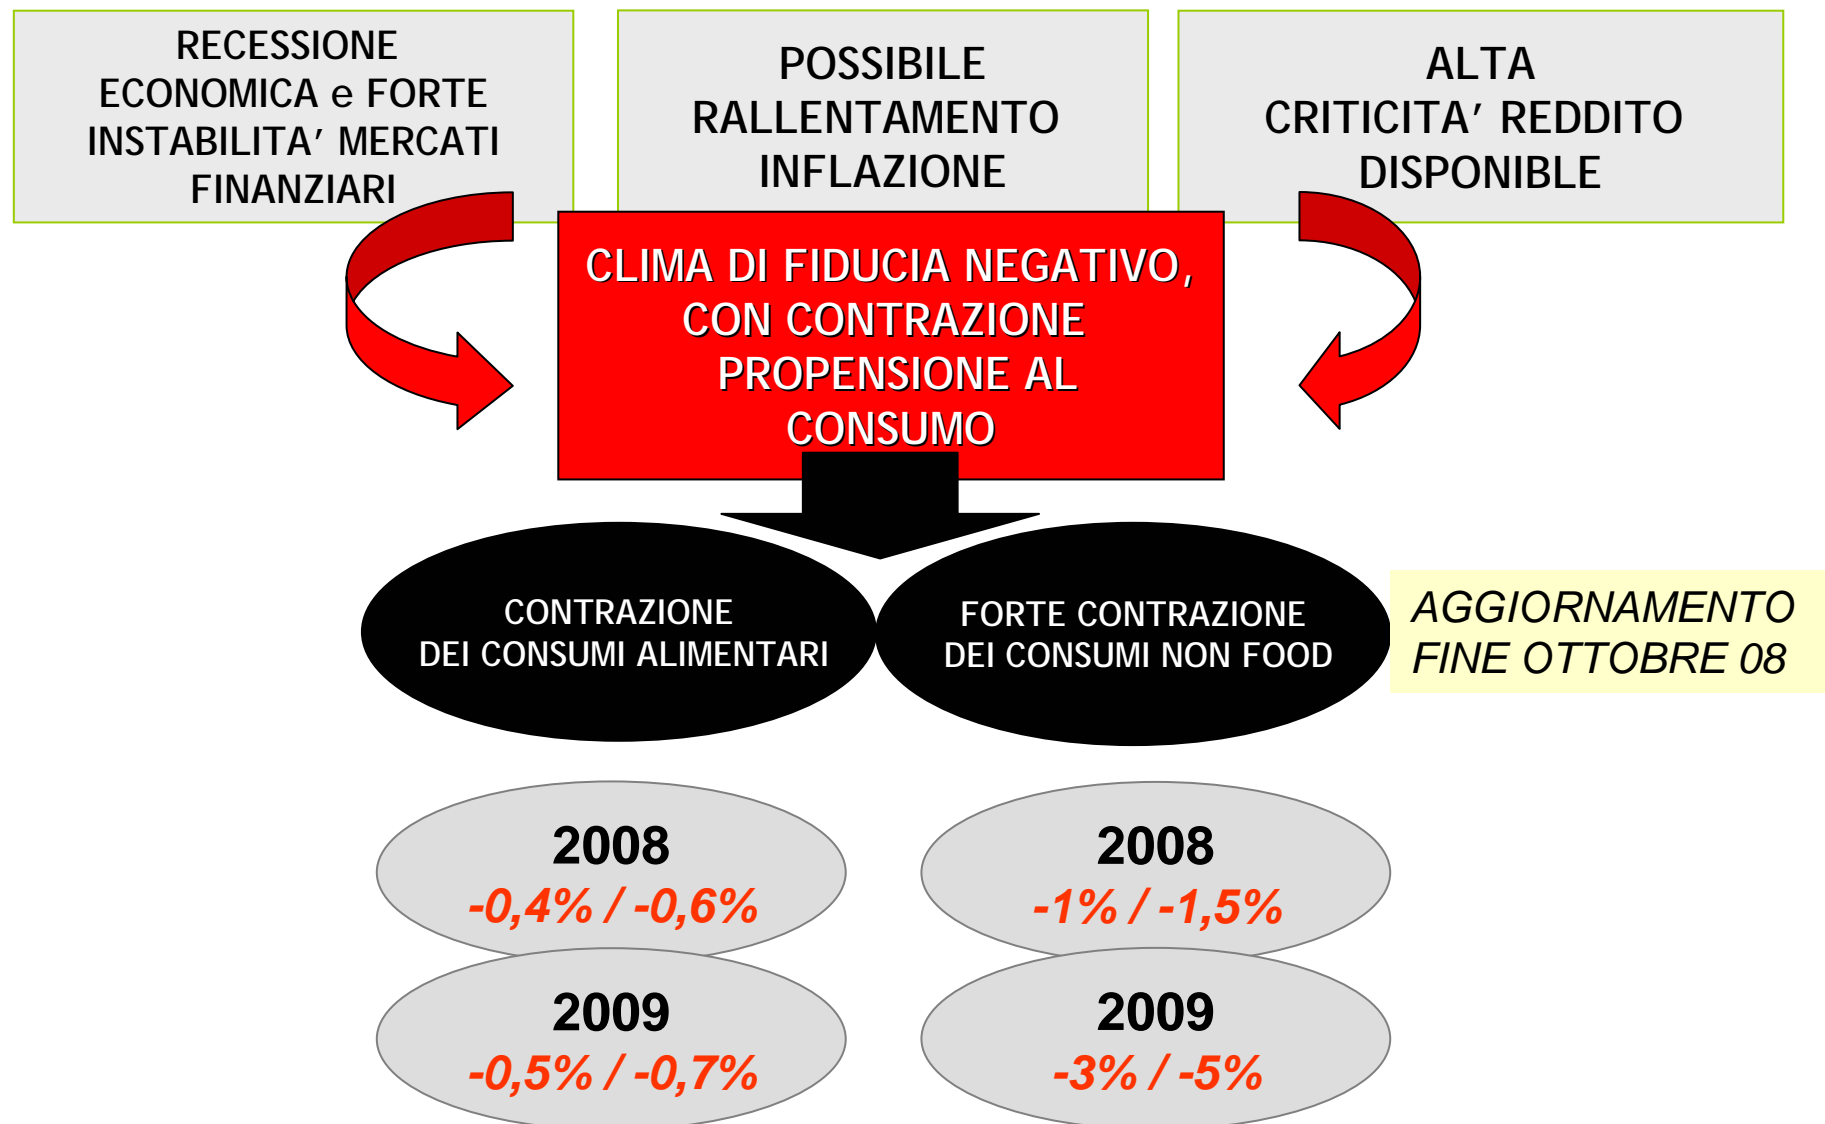 RECESSIONE
ECONOMICA e FORTE
INSTABILITA’ MERCATI
FINANZIARI
POSSIBILE
RALLENTAMENTO
INFLAZIONE
ALTA
CRITICITA’ REDDITO
DISPONIBLE
CLIMA DI FIDUCIA NEGATIVO,
CON CONTRAZIONE
PROPENSIONE AL
CONSUMO
CONTRAZIONE
DEI CONSUMI ALIMENTARI
FORTE CONTRAZIONE
DEI CONSUMI NON FOOD
AGGIORNAMENTO
FINE OTTOBRE 08
2008
-0,4% / -0,6%
2008
-1% / -1,5%
2009
-0,5% / -0,7%
2009
-3% / -5%